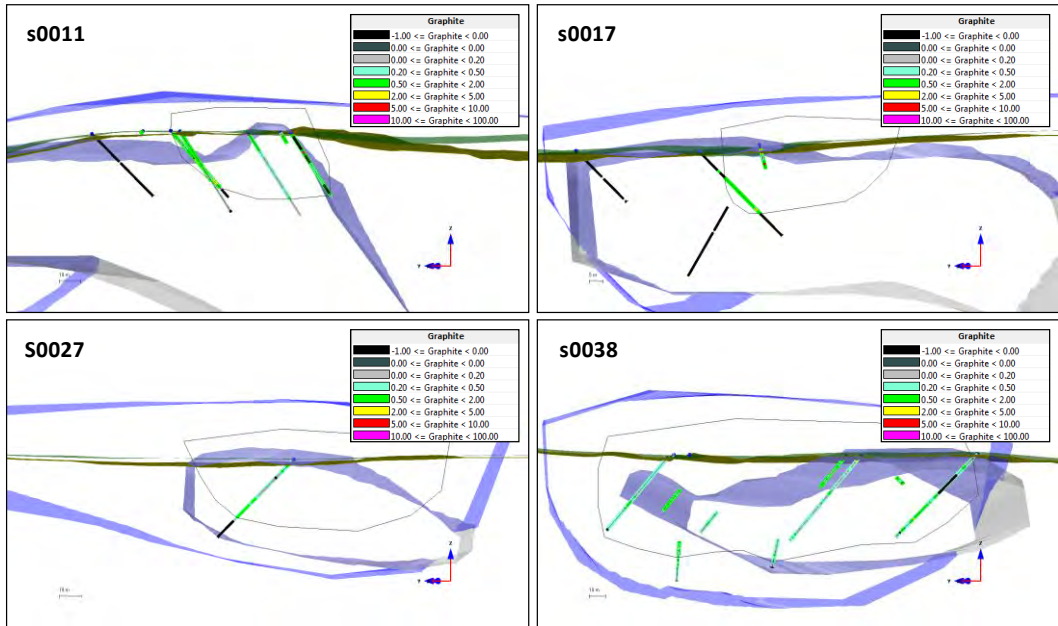 s0011
Graphite
-1.00 <= Graphite < 0.00
0.00 <= Graphite < 0.00
0.00 <= Graphite < 0.20
0.20 <= Graphite < 0.50
0.50 <= Graphite < 2.00
2.00 <= Graphite < 5.00
5.00 <= Graphite < 10.00
10.00 <= Graphite < 100.00
Z
Y
s0017
Graphite
-1.00 <= Graphite < 0.00
0.00 <= Graphite < 0.00
0.00 <= Graphite < 0.20
0.20 <= Graphite < 0.50
0.50 <= Graphite < 2.00
2.00 <= Graphite < 5.00
5.00 <= Graphite < 10.00
10.00 <= Graphite < 100.00
Z
Y
S0027
Graphite
-1.00 <= Graphite < 0.00
0.00 <= Graphite < 0.00
0.00 <= Graphite < 0.20
0.20 <= Graphite < 0.50
0.50 <= Graphite < 2.00
2.00 <= Graphite < 5.00
5.00 <= Graphite < 10.00
10.00 <= Graphite < 100.00
Z
Y
s0038
Graphite
-1.00 <= Graphite < 0.00
0.00 <= Graphite < 0.00
0.00 <= Graphite < 0.20
0.20 <= Graphite < 0.50
0.50 <= Graphite < 2.00
2.00 <= Graphite < 5.00
5.00 <= Graphite < 10.00
10.00 <= Graphite < 100.00
Z
Y